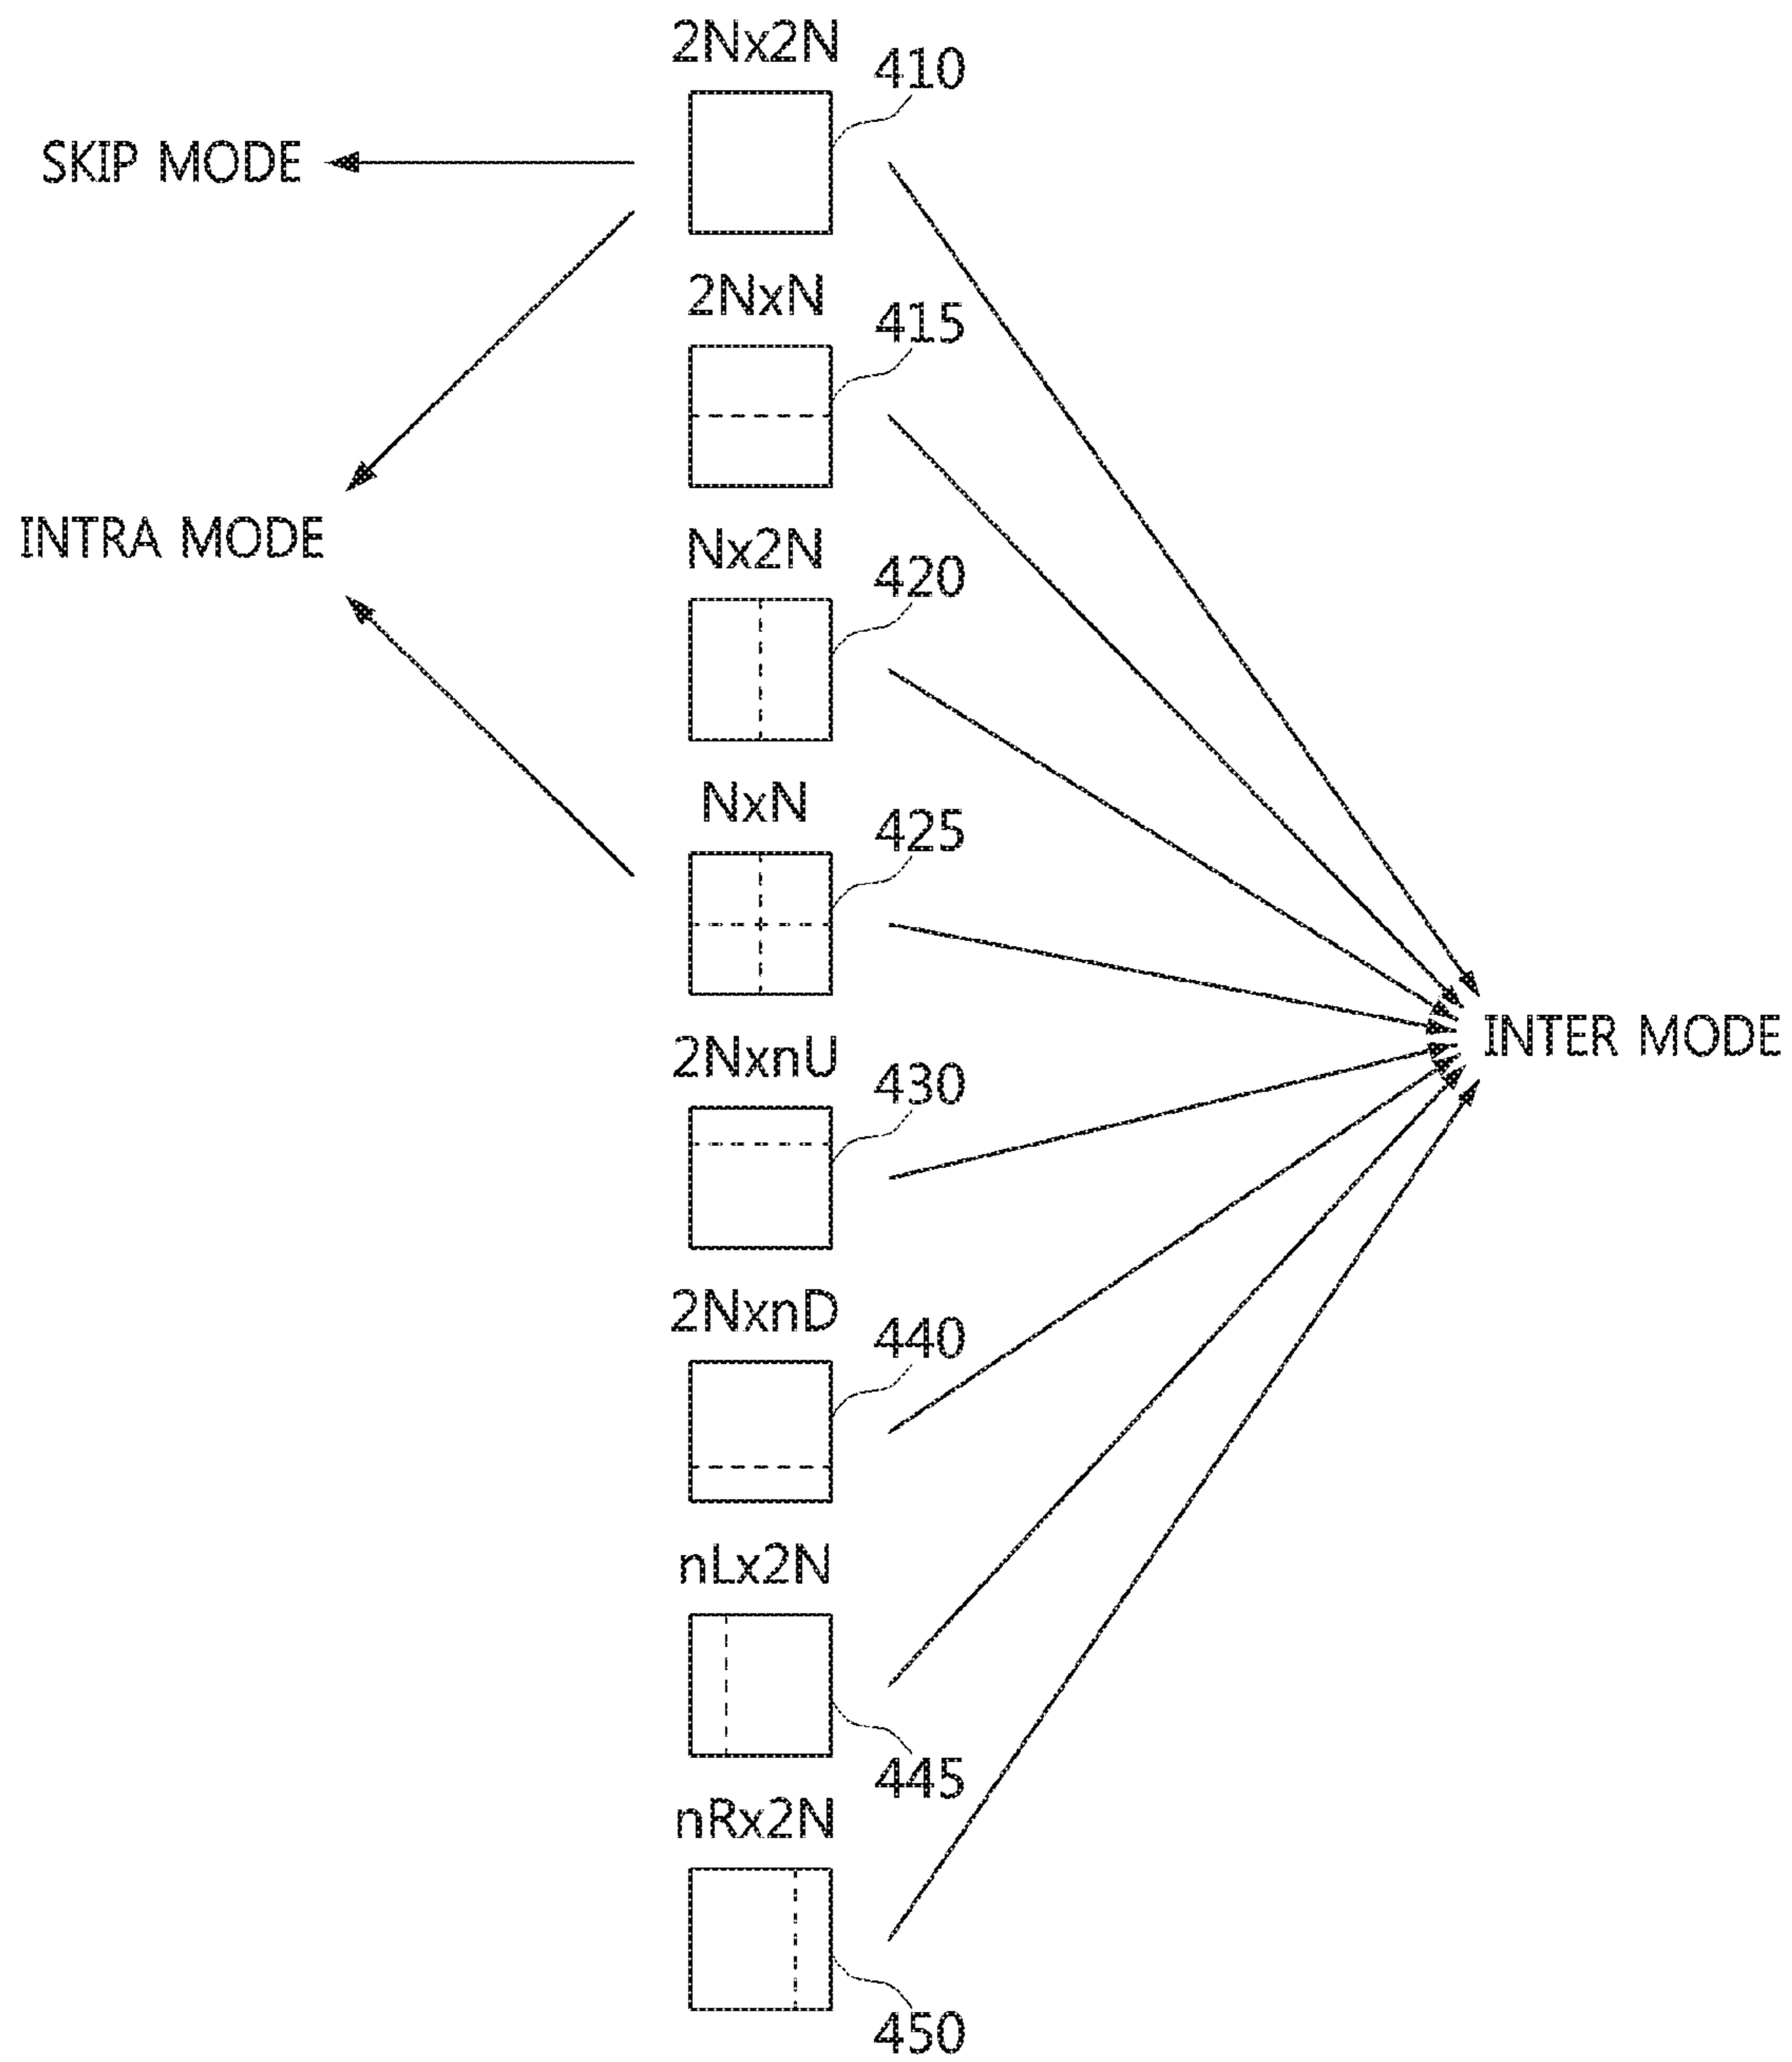 2Nx2N
410
SKIP MODE
2NxN
415
INTRA MODE
Nx2N
420
NxN
425
INTER MODE
2NxnU
430
2NxnD
440
nLx2N
445
nRx2N
450